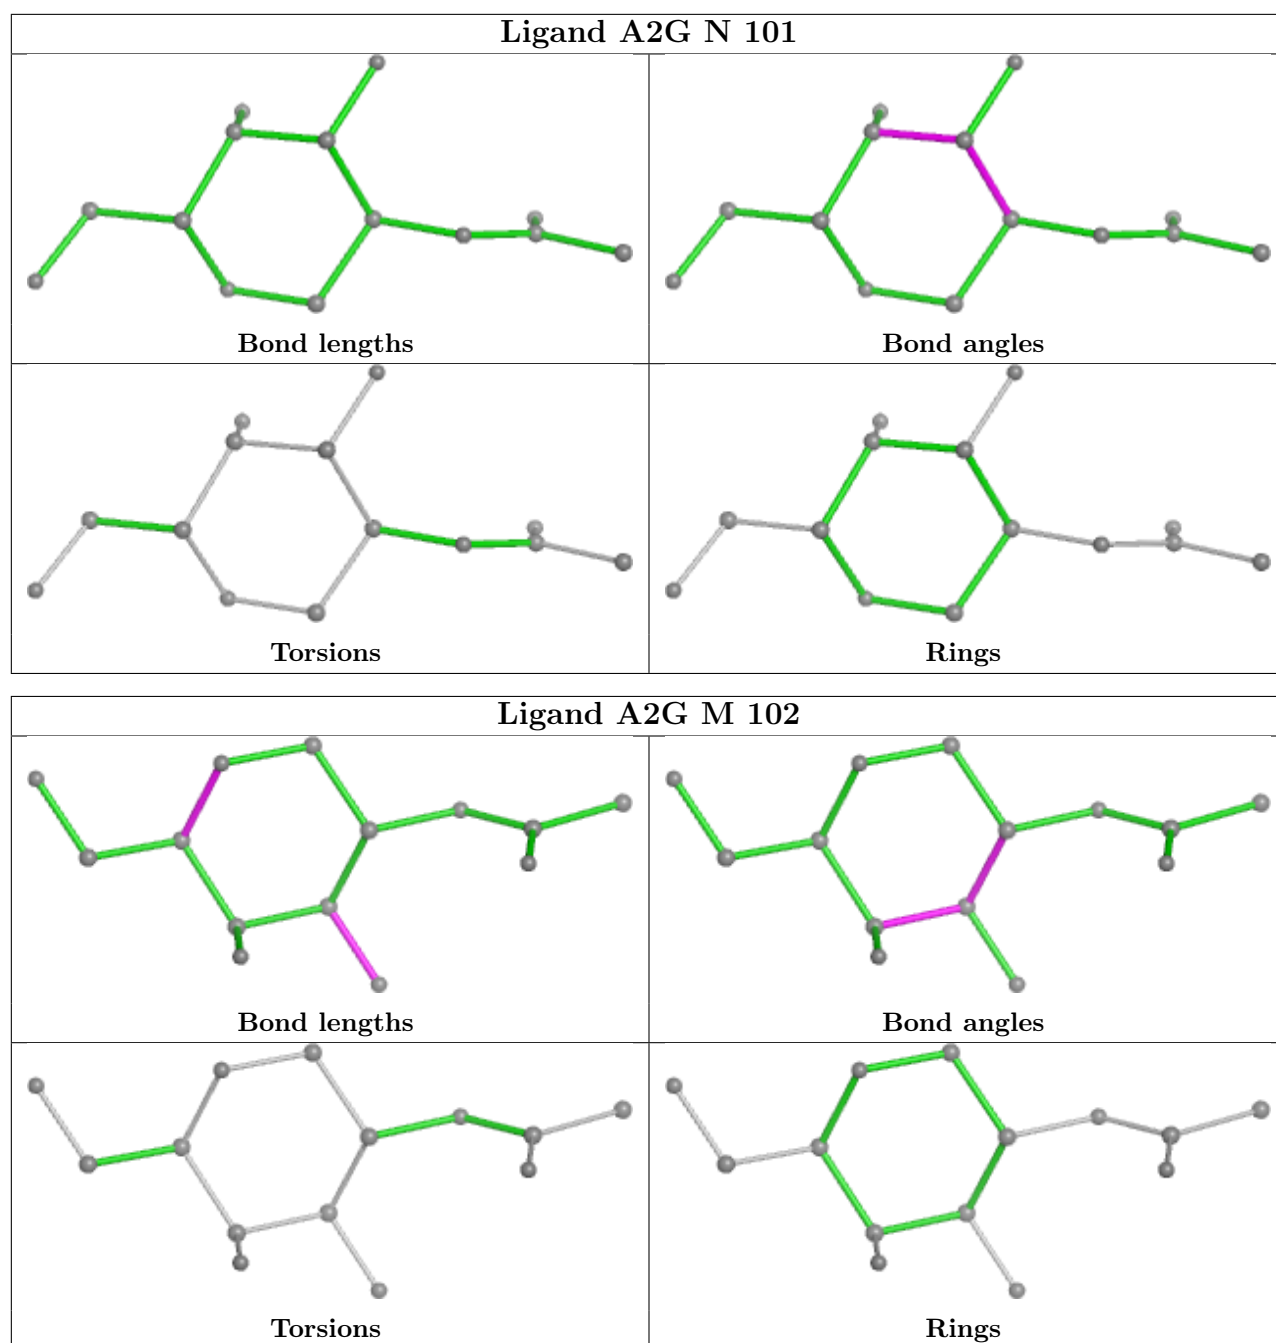 Ligand A2G N 101
Bond lengths
Bond angles
Torsions
Rings
Ligand A2G M 102
Bond lengths
Bond angles
Torsions
Rings